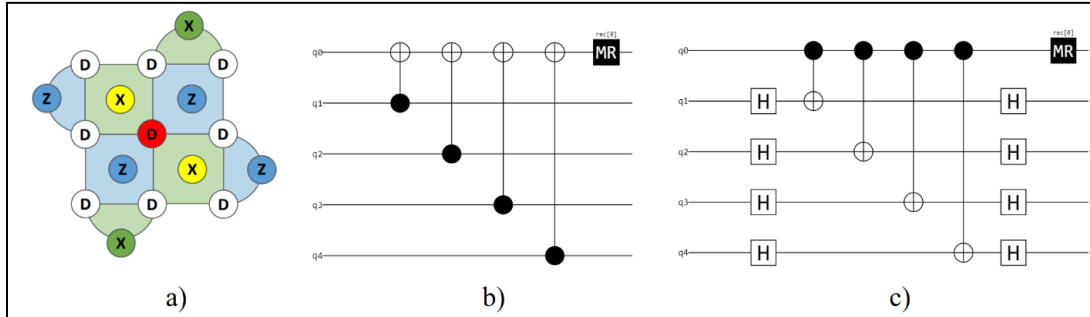 X
D D D
Z X Z
D D D
Z X Z
D D D
X
a)
rec[0]
q0 MR
q1
q2
q3
q4
b)
rec[0]
q0 MR
q1 H H
q2 H H
q3 H H
q4 H H
c)